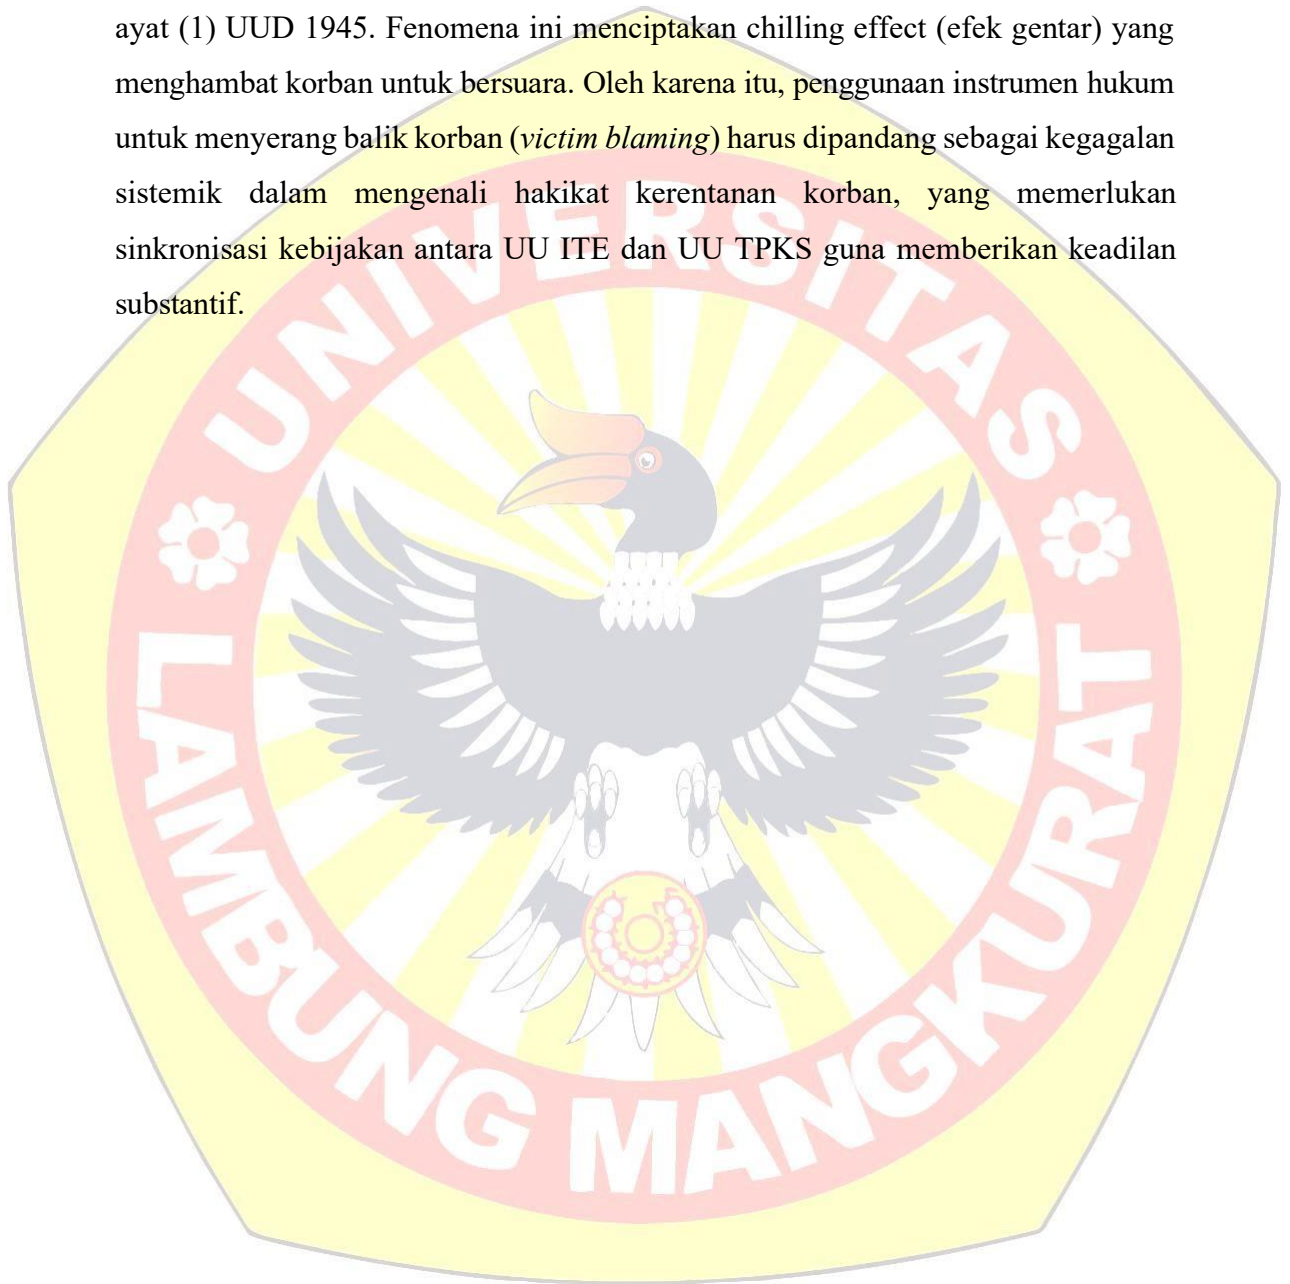 ayat (1) UUD 1945. Fenomena ini menciptakan chilling effect (efek gentar) yang
menghambat korban untuk bersuara. Oleh karena itu, penggunaan instrumen hukum
untuk menyerang balik korban (victim blaming) harus dipandang sebagai kegagalan
sistemik dalam mengenali hakikat kerentanan korban, yang memerlukan
sinkronisasi kebijakan antara UU ITE dan UU TPKS guna memberikan keadilan
substantif.
UNIVERSITAS
LAMBUNG MANGKURAT